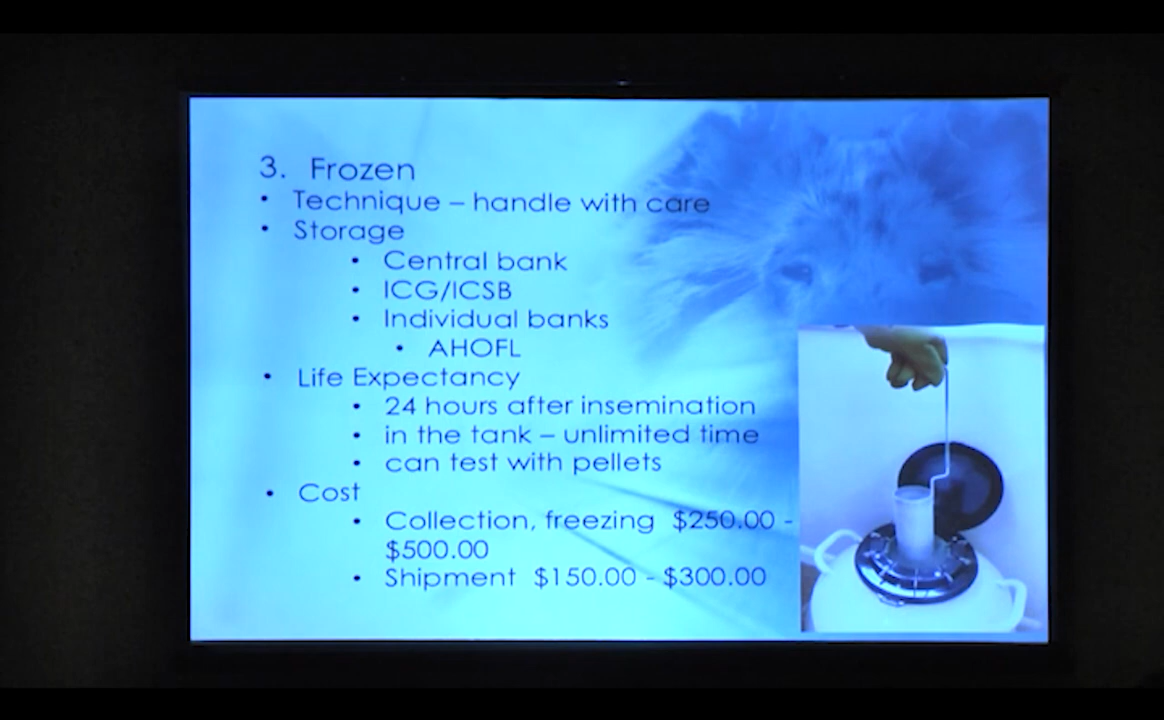 3. Frozen
• Technique – handle with care
• Storage
• Central bank
• ICG/ICSB
• Individual banks
• AHOFL
• Life Expectancy
• 24 hours after insemination
• in the tank – unlimited time
• can test with pellets
• Cost
• Collection, freezing $250.00 -
$500.00
• Shipment $150.00 - $300.00